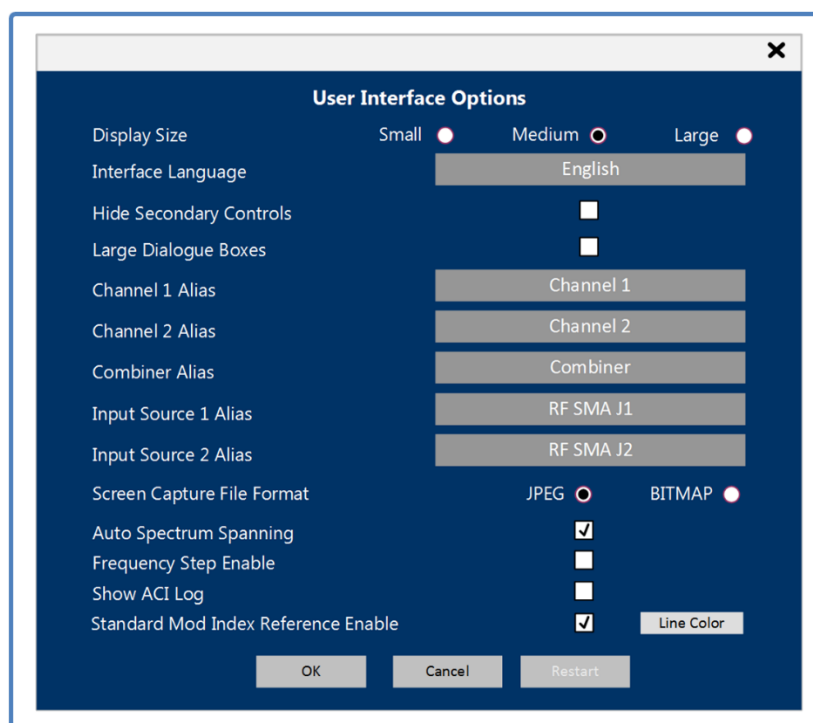 User Interface Options
Display Size Small Medium Large
Interface Language English
Hide Secondary Controls
Large Dialogue Boxes
Channel 1 Alias Channel 1
Channel 2 Alias Channel 2
Combiner Alias Combiner
Input Source 1 Alias RF SMA J1
Input Source 2 Alias RF SMA J2
Screen Capture File Format JPEG BITMAP
Auto Spectrum Spanning
Frequency Step Enable
Show ACI Log
Standard Mod Index Reference Enable Line Color
OK Cancel Restart